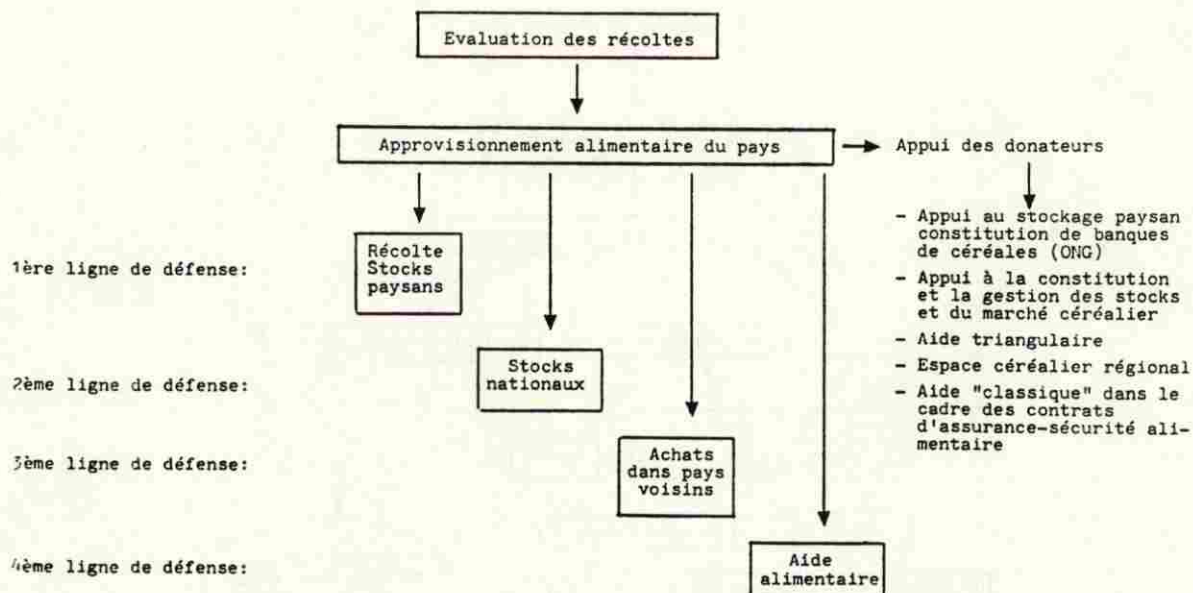 Evaluation des récoltes
Approvisionnement alimentaire du pays
Appui des donateurs
- Appui au stockage paysan
constitution de banques
de céréales (ONG)
- Appui à la constitution
et la gestion des stocks
et du marché céréalier
- Aide triangulaire
- Espace céréalier régional
- Aide "classique" dans le
cadre des contrats
d'assurance-sécurité ali-
mentaire
1ère ligne de défense:
Récolte
Stocks
paysans
2ème ligne de défense:
Stocks
nationaux
3ème ligne de défense:
Achats
dans pays
voisins
4ème ligne de défense:
Aide
alimentaire